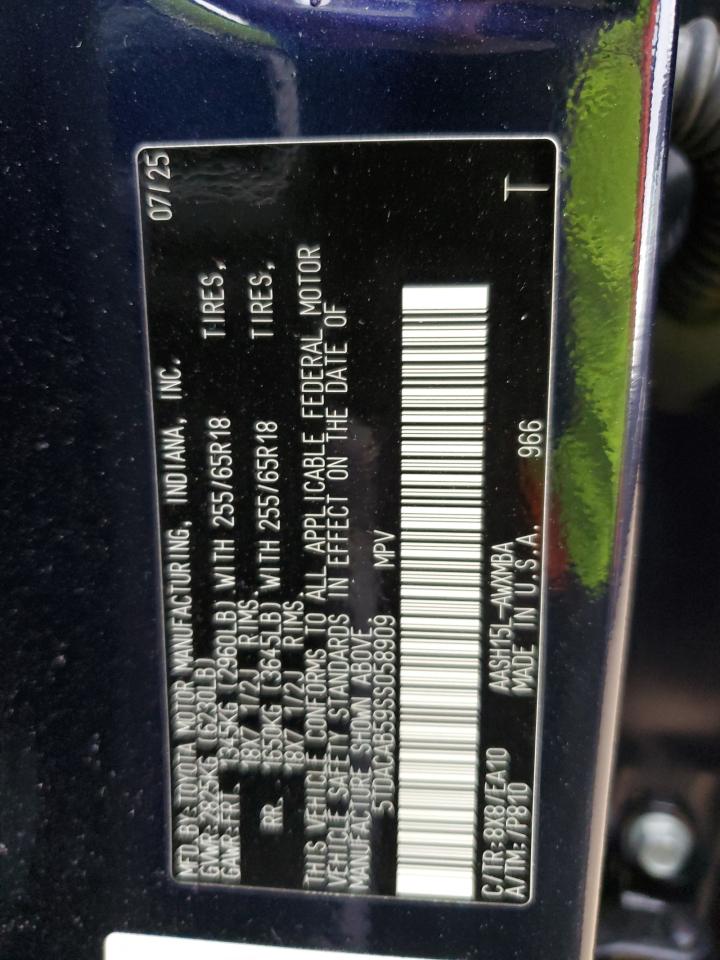 07/25
MFD. BY: TOYOTA MOTOR MANUFACTURING, INDIANA, INC.
GVWR: 2825KG (6230LB)
GAWR: FRT. 1345KG (2960LB) WITH 255/65R18 TIRES,
18X7 1/2J RIMS,
RR. 1650KG (3645LB) WITH 255/65R18 TIRES,
18X7 1/2J RIMS.
THIS VEHICLE CONFORMS TO ALL APPLICABLE FEDERAL MOTOR
VEHICLE SAFETY STANDARDS IN EFFECT ON THE DATE OF
MANUFACTURE SHOWN ABOVE.
5TDACAB59SS058909 MPV
C/TR: 8X8/EA10 AASH15L-AWXMBA T
A/TM: /P810 MADE IN U.S.A. 966